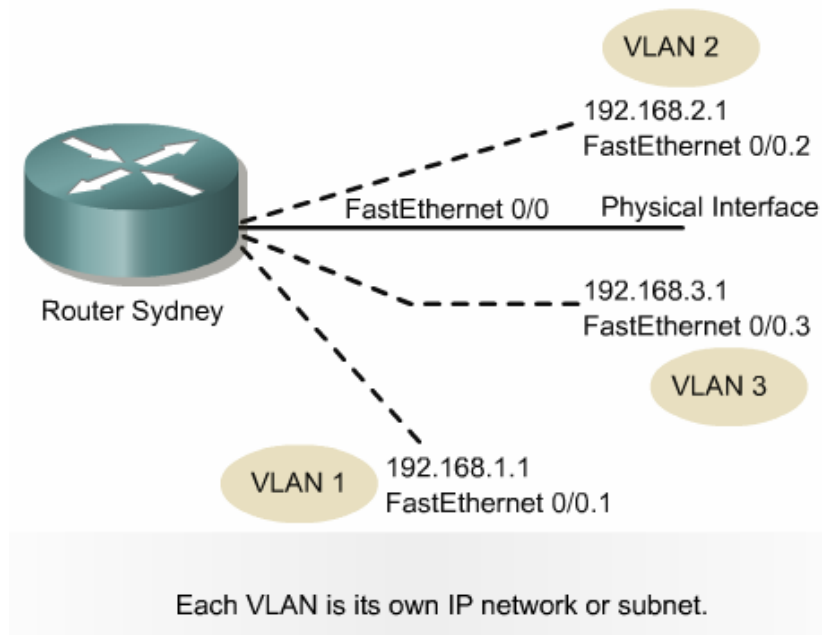 VLAN 2
192.168.2.1
FastEthernet 0/0.2
FastEthernet 0/0
Physical Interface
Router Sydney
192.168.3.1
FastEthernet 0/0.3
VLAN 3
VLAN 1
192.168.1.1
FastEthernet 0/0.1
Each VLAN is its own IP network or subnet.